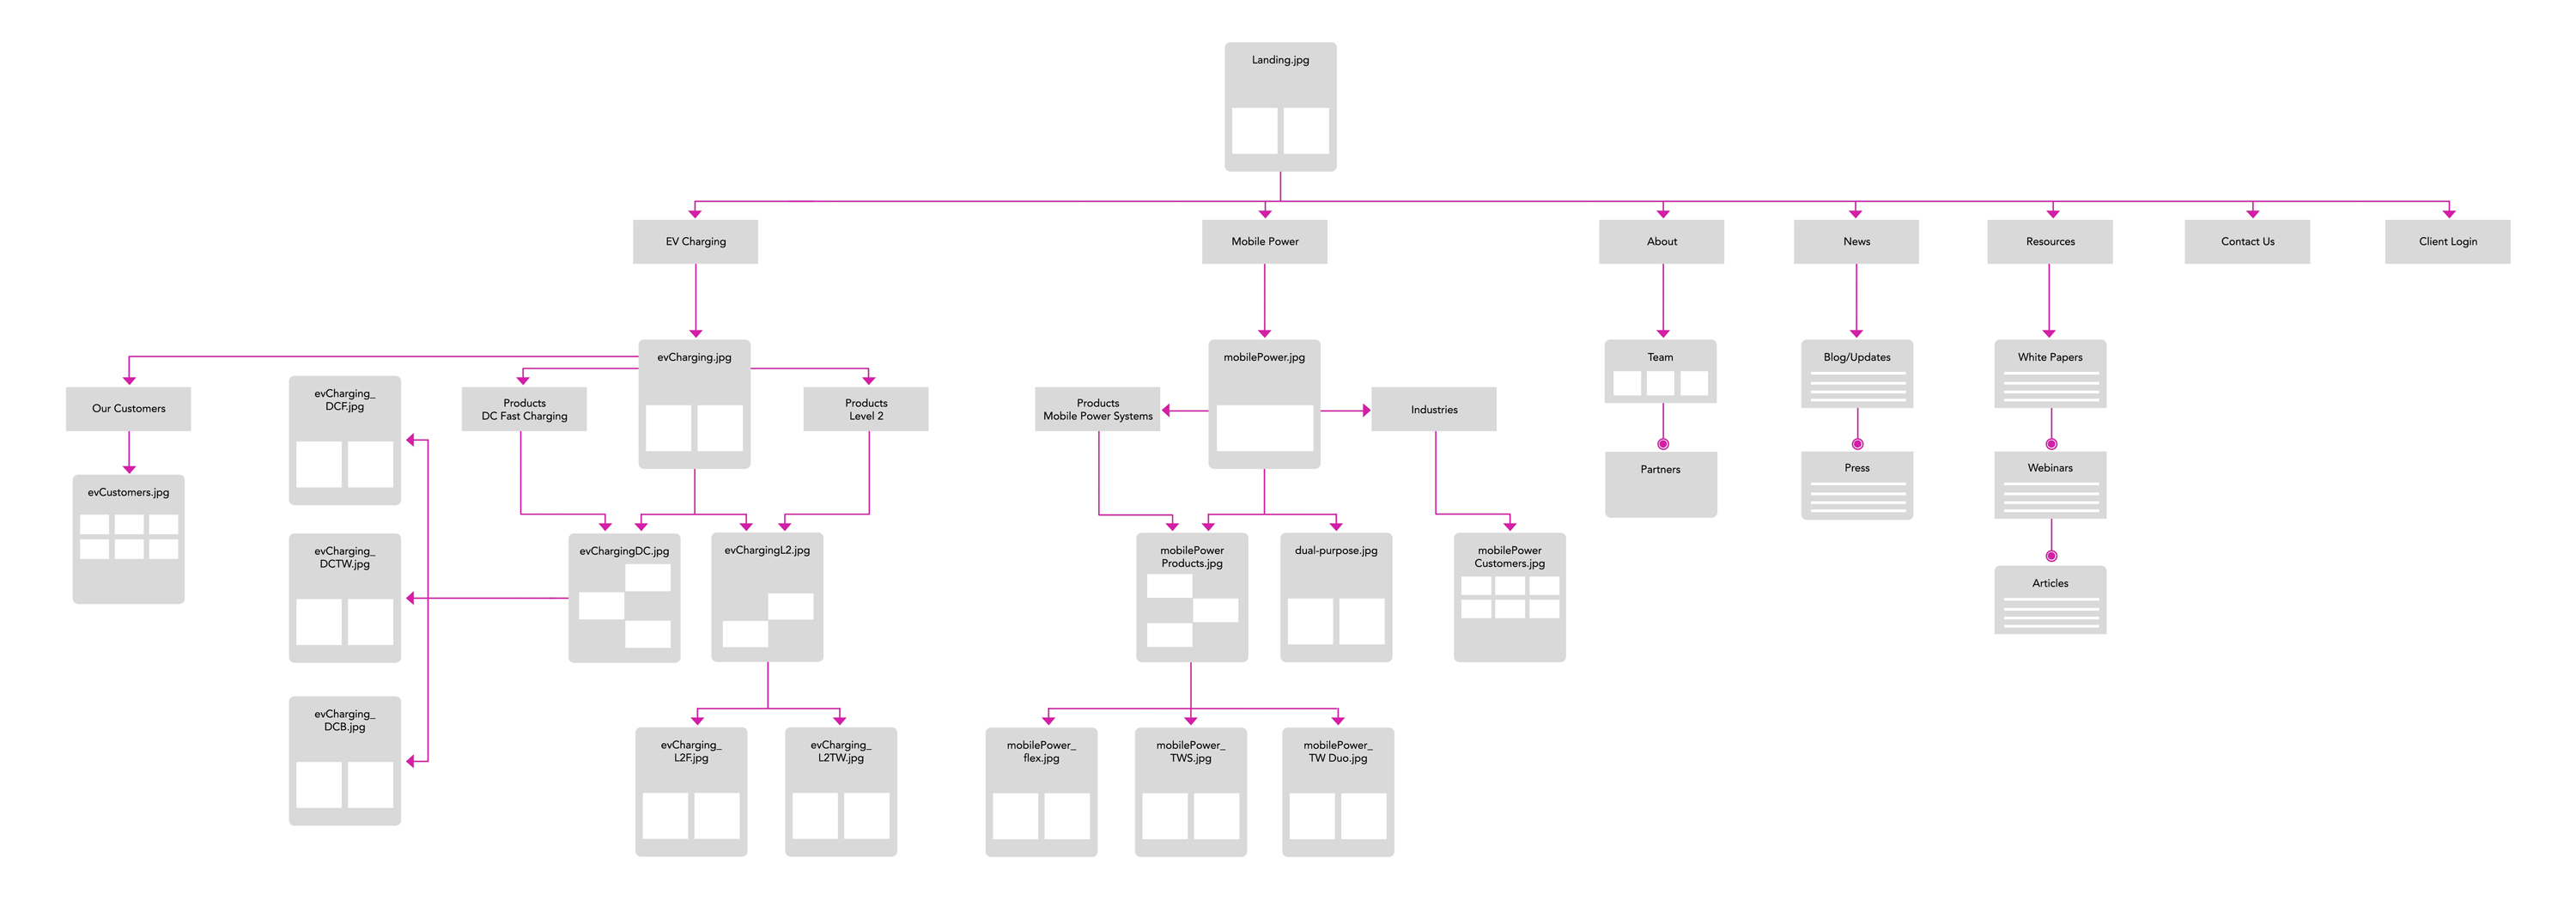 Landing.jpg
EV Charging
Mobile Power
About
News
Resources
Contact Us
Client Login
evCharging.jpg
mobilePower.jpg
Team
Blog/Updates
White Papers
Our Customers
evCharging_
DCF.jpg
Products
DC Fast Charging
Products
Level 2
Products
Mobile Power Systems
Industries
Partners
Press
Webinars
evCustomers.jpg
evCharging_
DCTW.jpg
evChargingDC.jpg
evChargingL2.jpg
mobilePower
Products.jpg
dual-purpose.jpg
mobilePower
Customers.jpg
Articles
evCharging_
DCB.jpg
evCharging_
L2F.jpg
evCharging_
L2TW.jpg
mobilePower_
flex.jpg
mobilePower_
TWS.jpg
mobilePower_
TW Duo.jpg